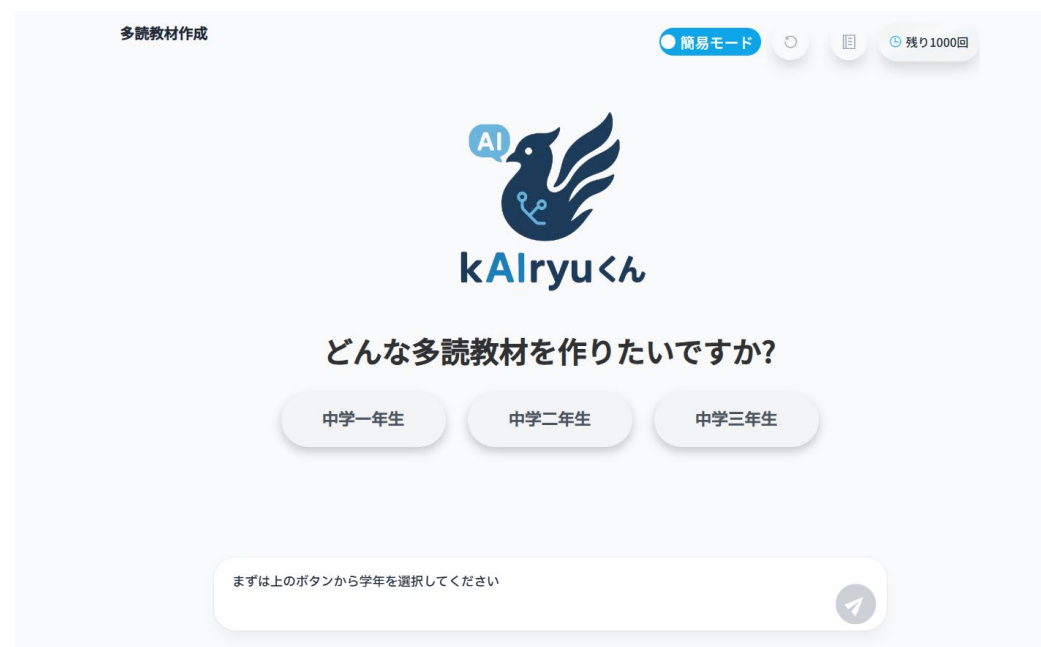 多読教材作成
簡易モード
残り1000回
AI
kAIryuくん
どんな多読教材を作りたいですか?
中学一年生
中学二年生
中学三年生
まずは上のボタンから学年を選択してください